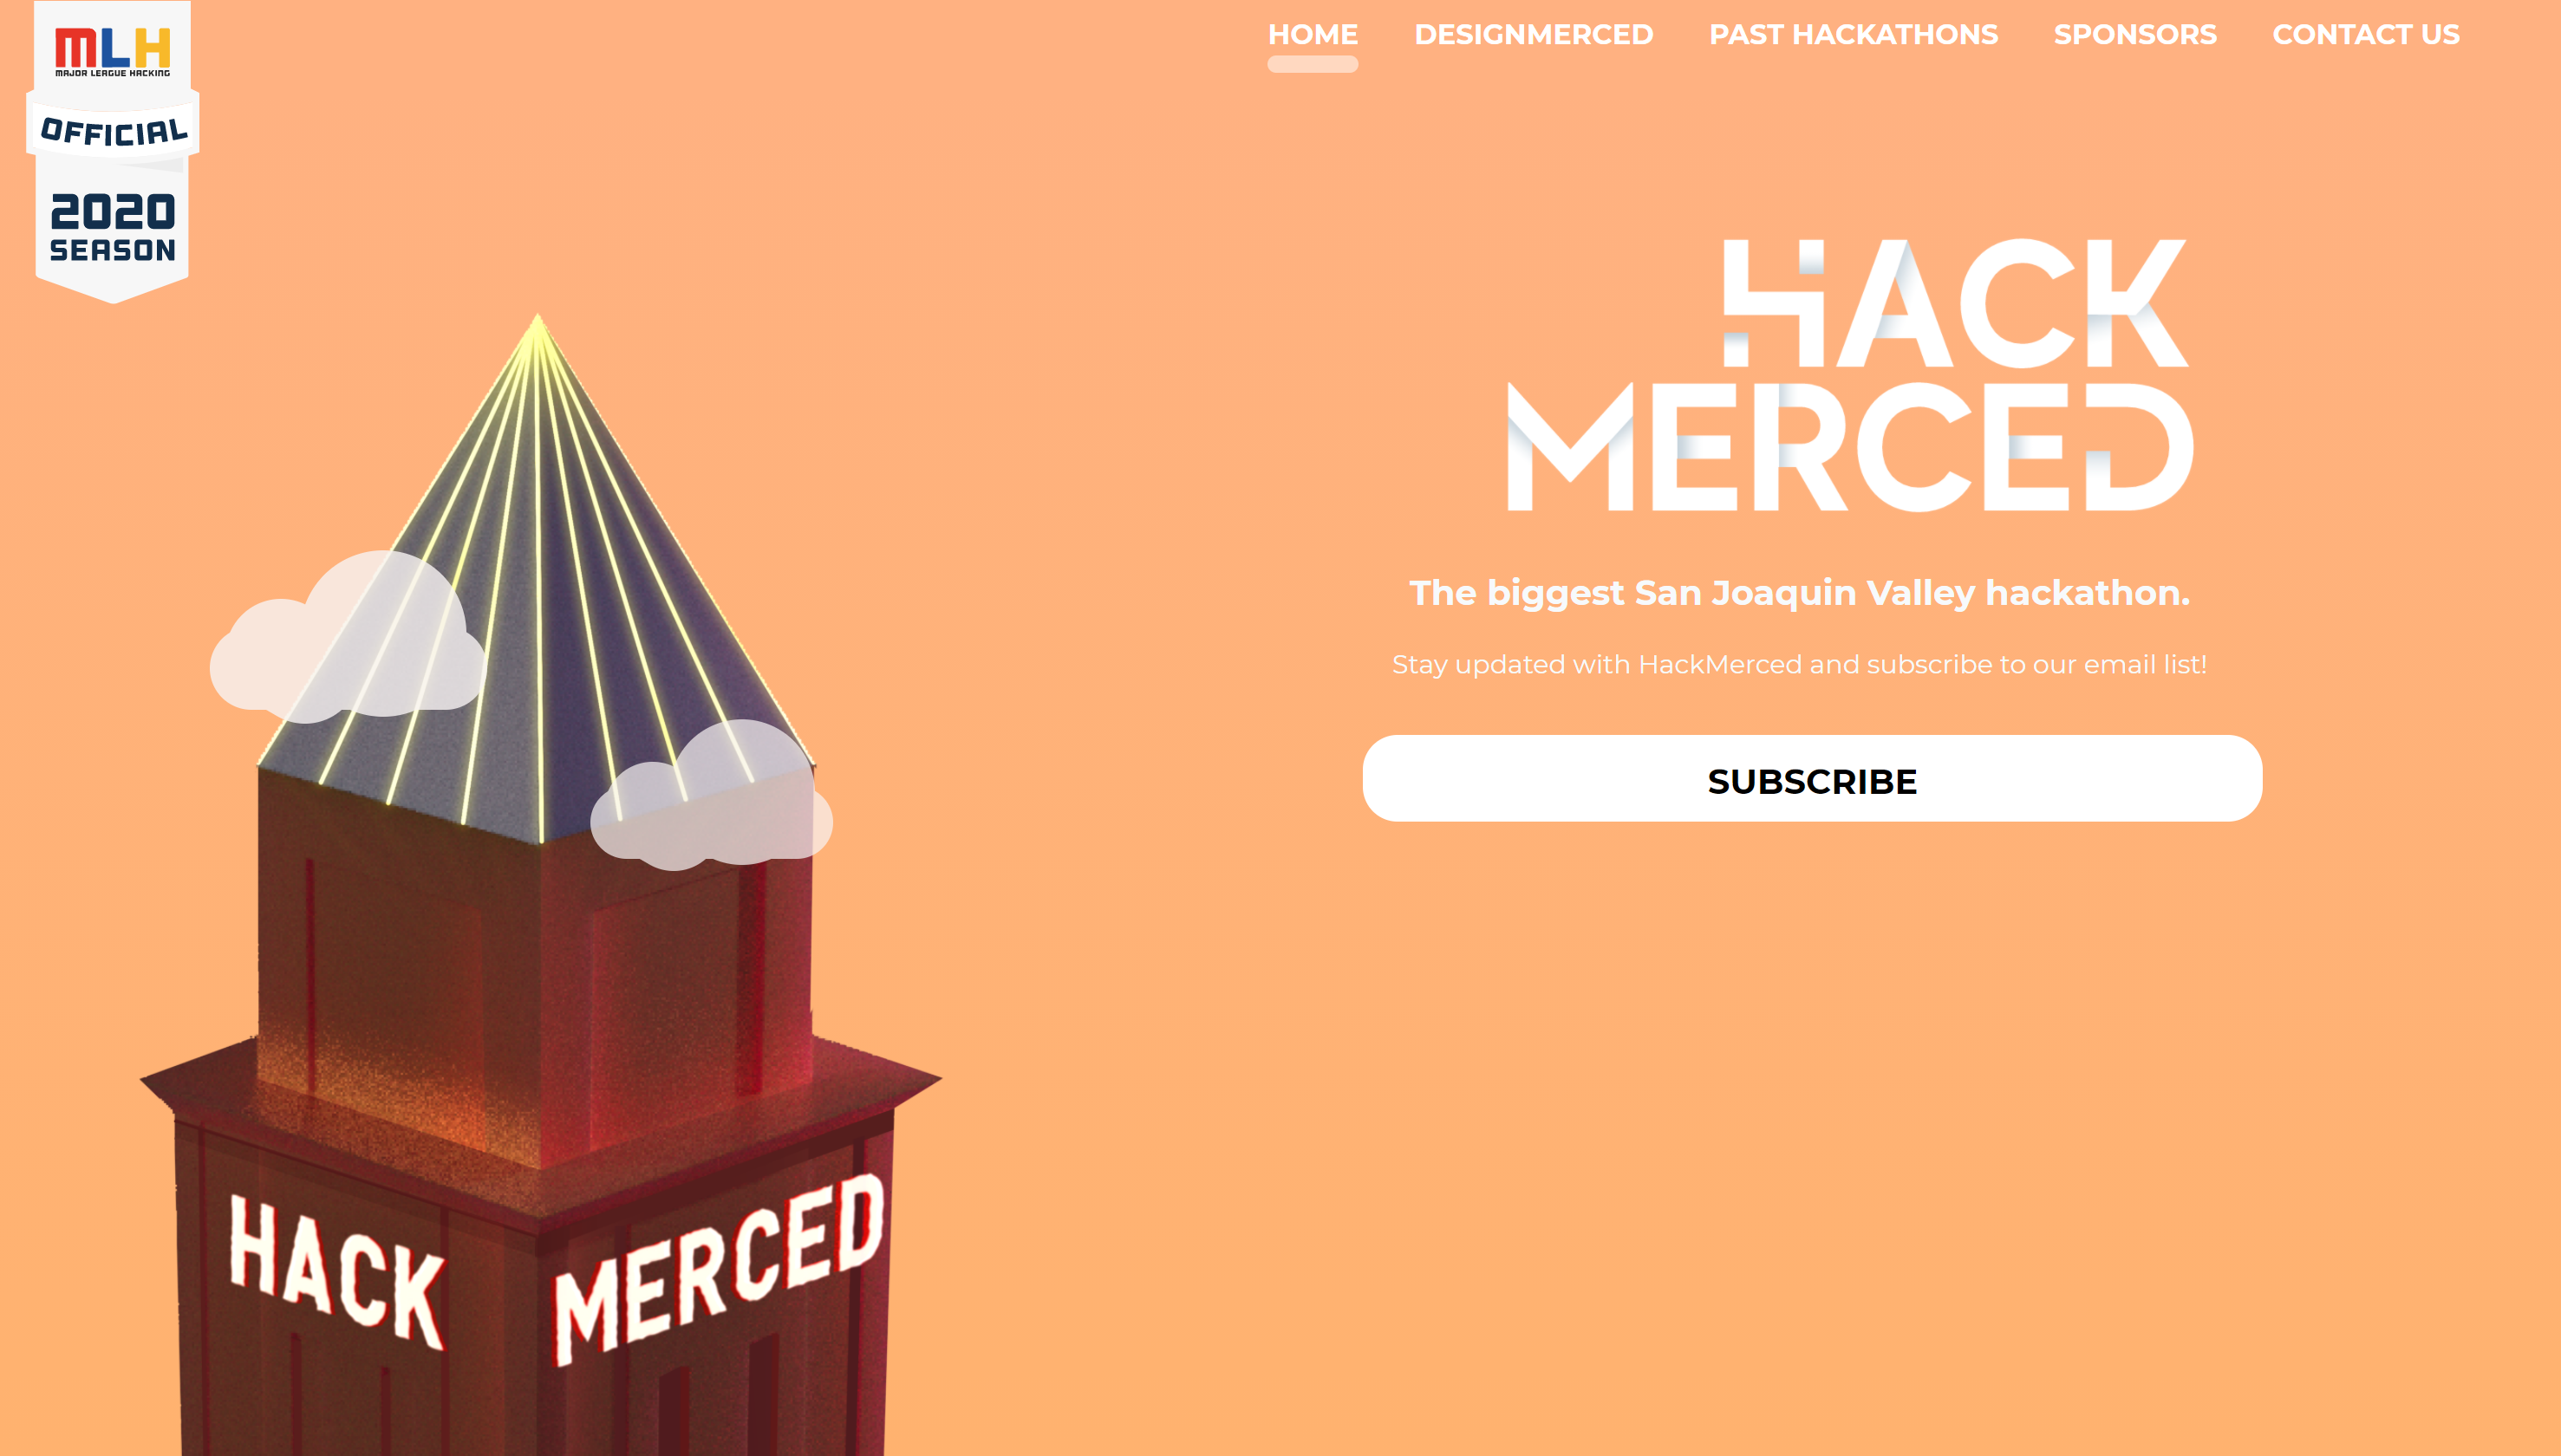 MLH
MAJOR LEAGUE HACKING
OFFICIAL
2020
SEASON
HOME DESIGNMERCED PAST HACKATHONS SPONSORS CONTACT US
HACK
MERCED
The biggest San Joaquin Valley hackathon.
Stay updated with HackMerced and subscribe to our email list!
SUBSCRIBE
HACK MERCED